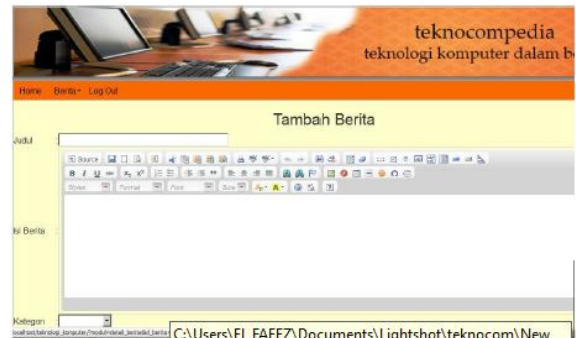 teknocompedia
teknologi komputer dalam b
Home Berita Log Out
Tambah Berita
Judul :
Source
B I U
Styles Format Font Size
Isi Berita :
Kategori :
C:\Users\EL FAEEZ\Documents\Lightshot\teknocom\New